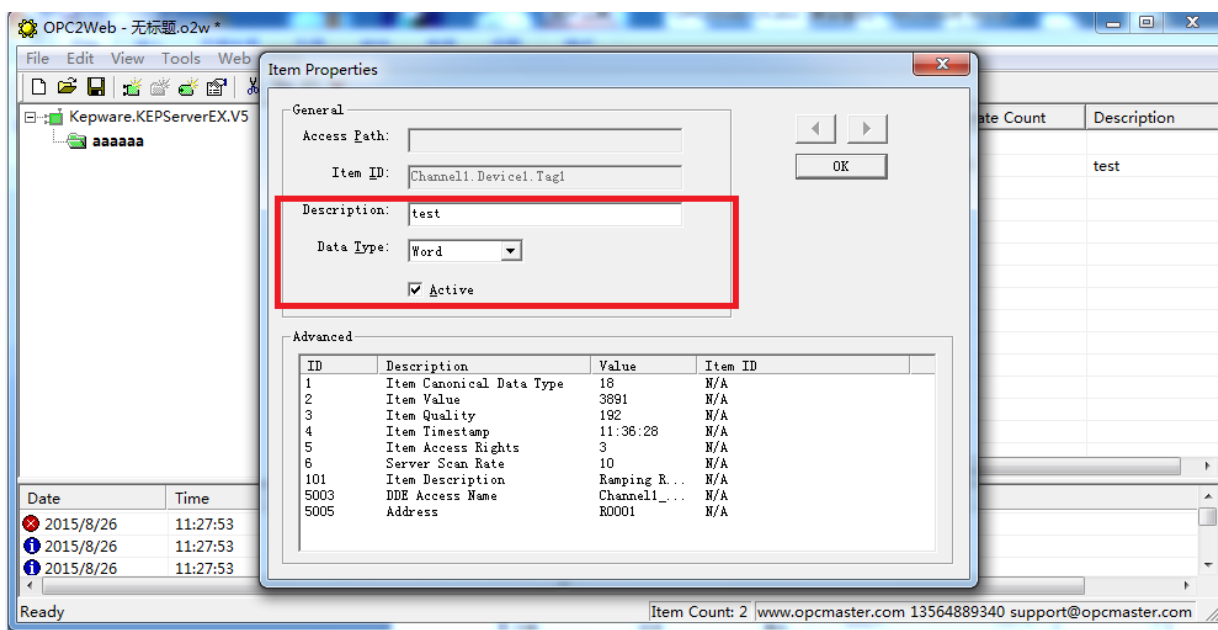 OPC2Web - 无标题.o2w *
File Edit View Tools Web
Item Properties
Kepware.KEPServerEX.V5
aaaaaa
General
Access Path:
Item ID: Channel1.Device1.Tag1
Description: test
Data Type: Word
Active
OK
ate Count Description
test
Advanced
ID Description Value Item ID
1 Item Canonical Data Type 18 N/A
2 Item Value 3891 N/A
3 Item Quality 192 N/A
4 Item Timestamp 11:36:28 N/A
5 Item Access Rights 3 N/A
6 Server Scan Rate 10 N/A
101 Item Description Ramping R... N/A
5003 DDE Access Name Channel1_... N/A
5005 Address R0001 N/A
Date Time
2015/8/26 11:27:53
2015/8/26 11:27:53
2015/8/26 11:27:53
Ready Item Count: 2 www.opcmaster.com 13564889340 support@opcmaster.com